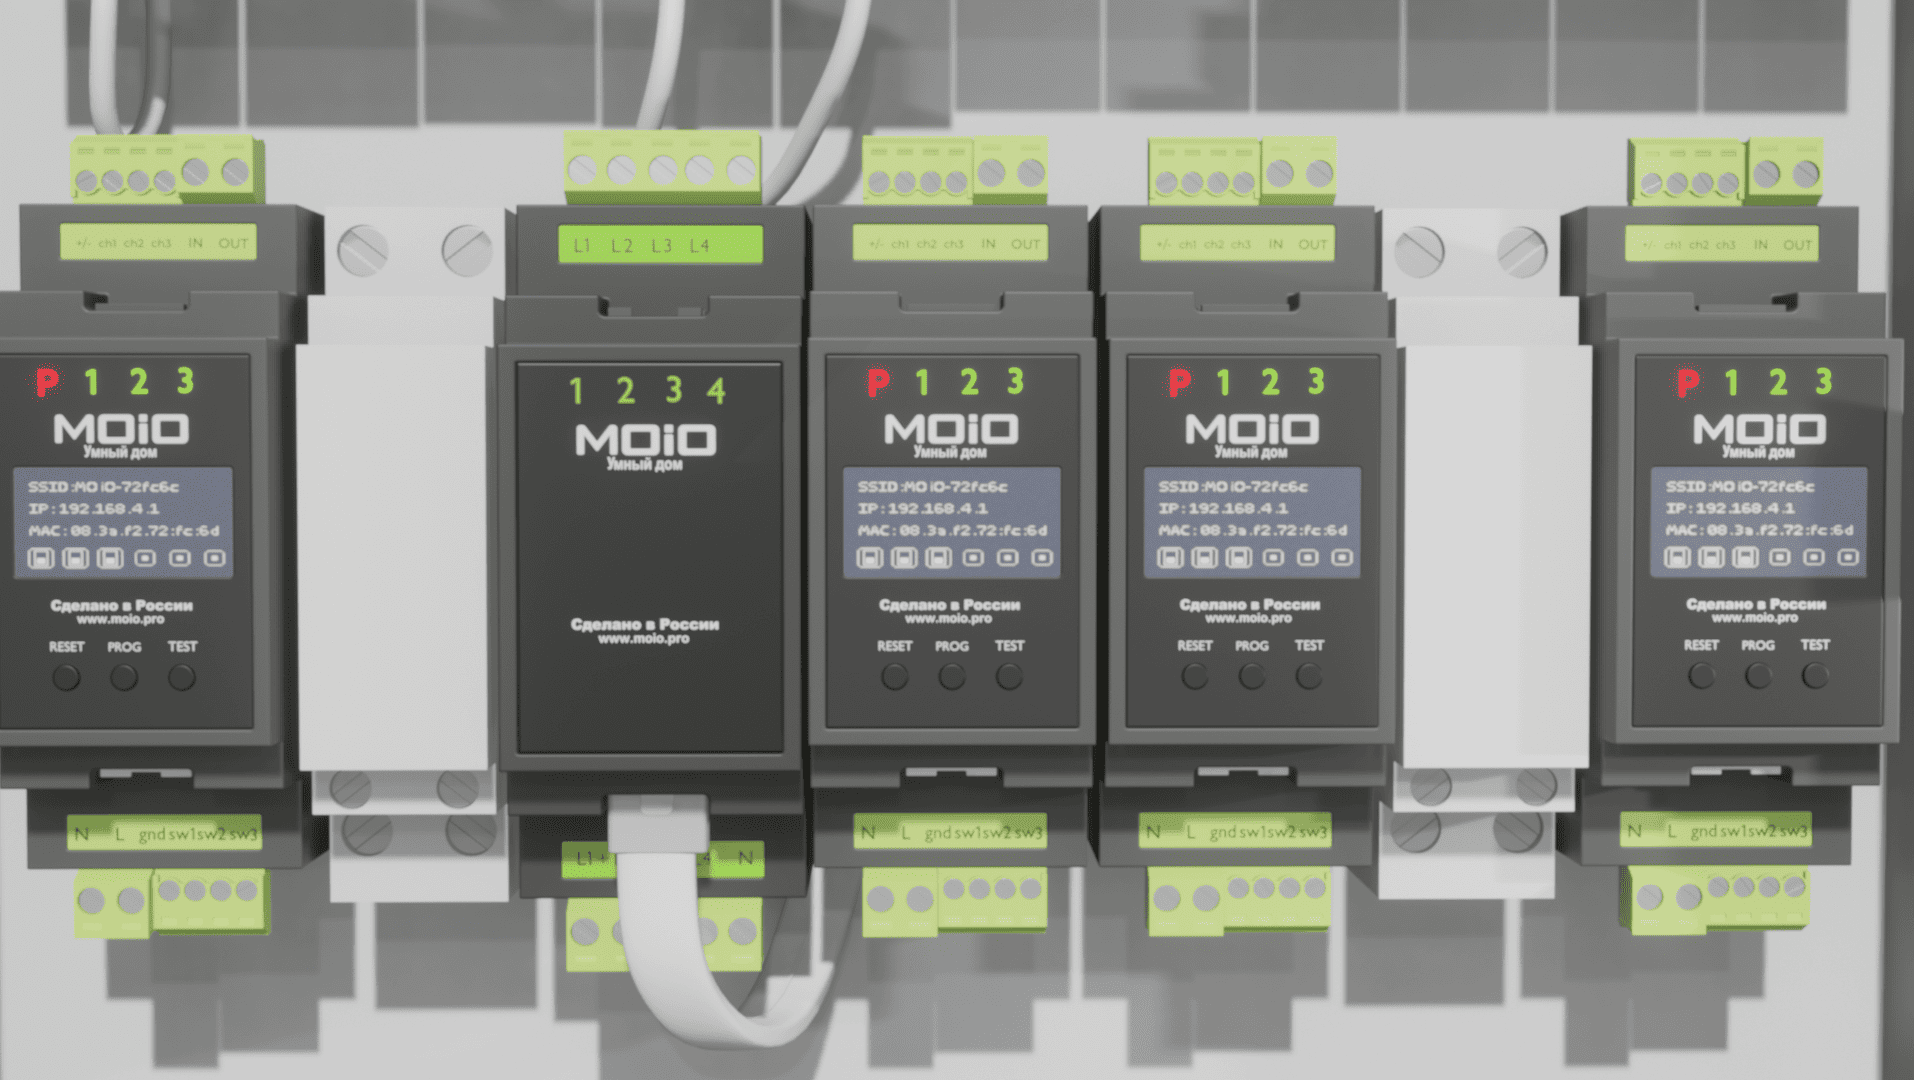 +/- ch1 ch2 ch3 IN OUT
P 1 2 3
MOiO
Умный дом
SSID:MOiO-72fc6c
IP:192.168.4.1
MAC:08.3a.f2.72:fc:6d
Сделано в России
www.moio.pro
RESET PROG TEST
N L gnd sw1 sw2 sw3
L1 L2 L3 L4
1 2 3 4
MOiO
Умный дом
Сделано в России
www.moio.pro
L1 N
+/- ch1 ch2 ch3 IN OUT
P 1 2 3
MOiO
Умный дом
SSID:MOiO-72fc6c
IP:192.168.4.1
MAC:08.3a.f2.72:fc:6d
Сделано в России
www.moio.pro
RESET PROG TEST
N L gnd sw1 sw2 sw3
+/- ch1 ch2 ch3 IN OUT
P 1 2 3
MOiO
Умный дом
SSID:MOiO-72fc6c
IP:192.168.4.1
MAC:08.3a.f2.72:fc:6d
Сделано в России
www.moio.pro
RESET PROG TEST
N L gnd sw1 sw2 sw3
+/- ch1 ch2 ch3 IN OUT
P 1 2 3
MOiO
Умный дом
SSID:MOiO-72fc6c
IP:192.168.4.1
MAC:08.3a.f2.72:fc:6d
Сделано в России
www.moio.pro
RESET PROG TEST
N L gnd sw1 sw2 sw3